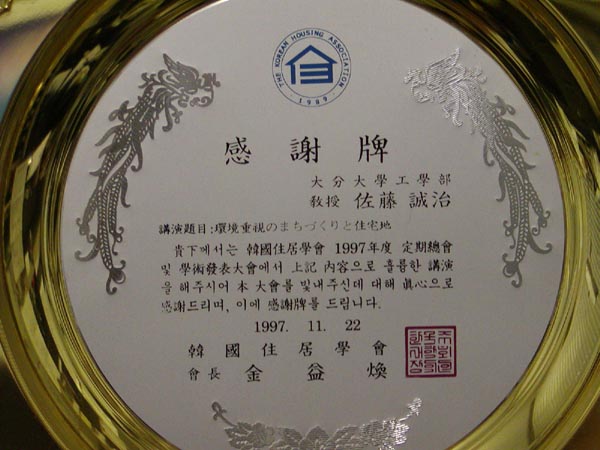 THE KOREAN HOUSING ASSOCIATION
1989
感謝牌
大分大學工學部
教授 佐藤 誠治
講演題目:環境重視のまちづくりと住宅地
貴下에서는 韓國住居學會 1997年度 定期總會
및 學術發表大會에서 上記 內容으로 훌륭한 講演
을 해주시어 本 大會를 빛내주신데 대해 眞心으로
感謝드리며, 이에 感謝牌를 드립니다.
1997. 11. 22
韓國住居學會
會長 金益煥